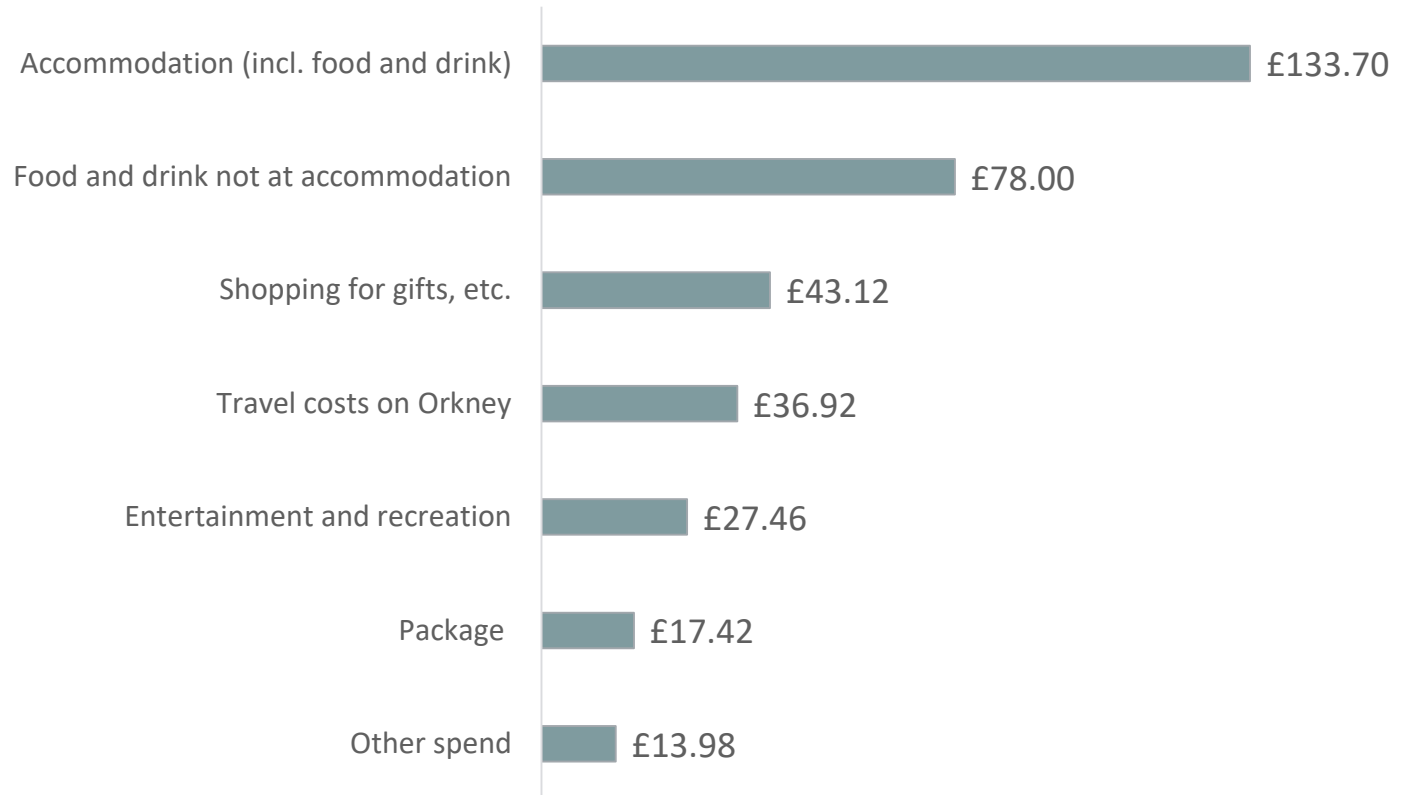 Accommodation (incl. food and drink) £133.70
Food and drink not at accommodation £78.00
Shopping for gifts, etc. £43.12
Travel costs on Orkney £36.92
Entertainment and recreation £27.46
Package £17.42
Other spend £13.98